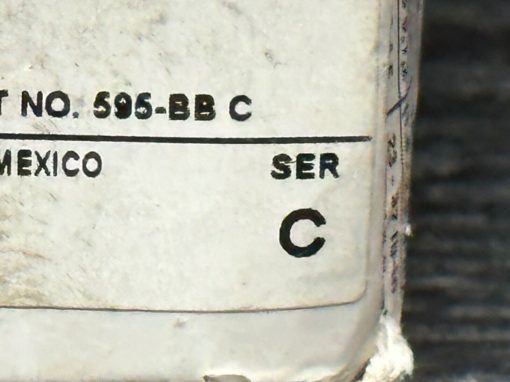 T NO. 595-BB C
MEXICO
SER
C